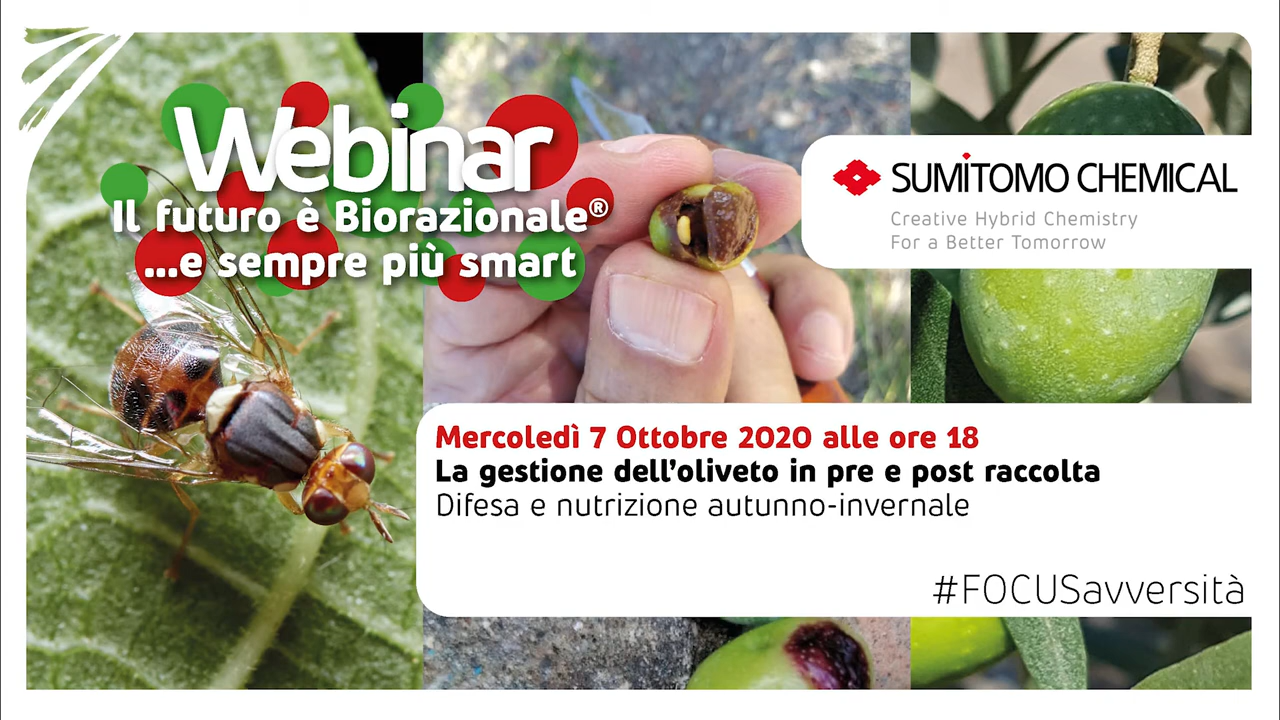 Webinar
Il futuro è Biorazionale®
...e sempre più smart
SUMITOMO CHEMICAL
Creative Hybrid Chemistry
For a Better Tomorrow
Mercoledì 7 Ottobre 2020 alle ore 18
La gestione dell'oliveto in pre e post raccolta
Difesa e nutrizione autunno-invernale
#FOCUSavversità